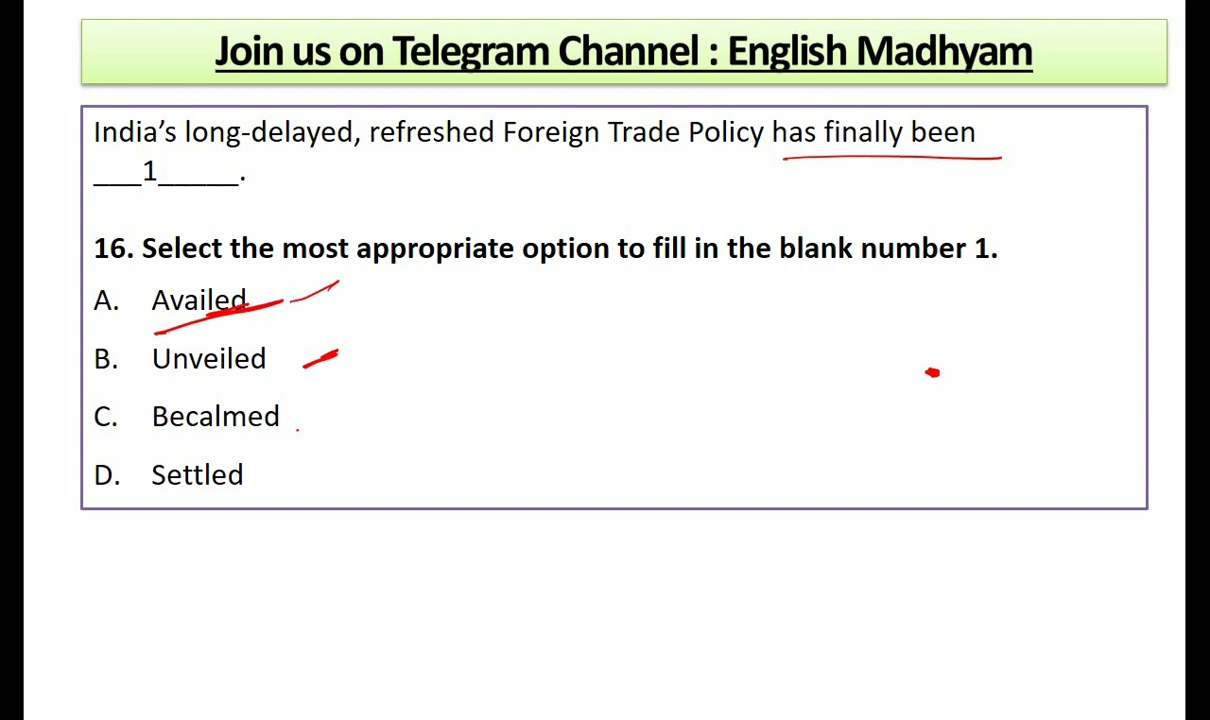 Join us on Telegram Channel : English Madhyam
India’s long-delayed, refreshed Foreign Trade Policy has finally been
___1_____.
16. Select the most appropriate option to fill in the blank number 1.
A. Availed
B. Unveiled
C. Becalmed
D. Settled